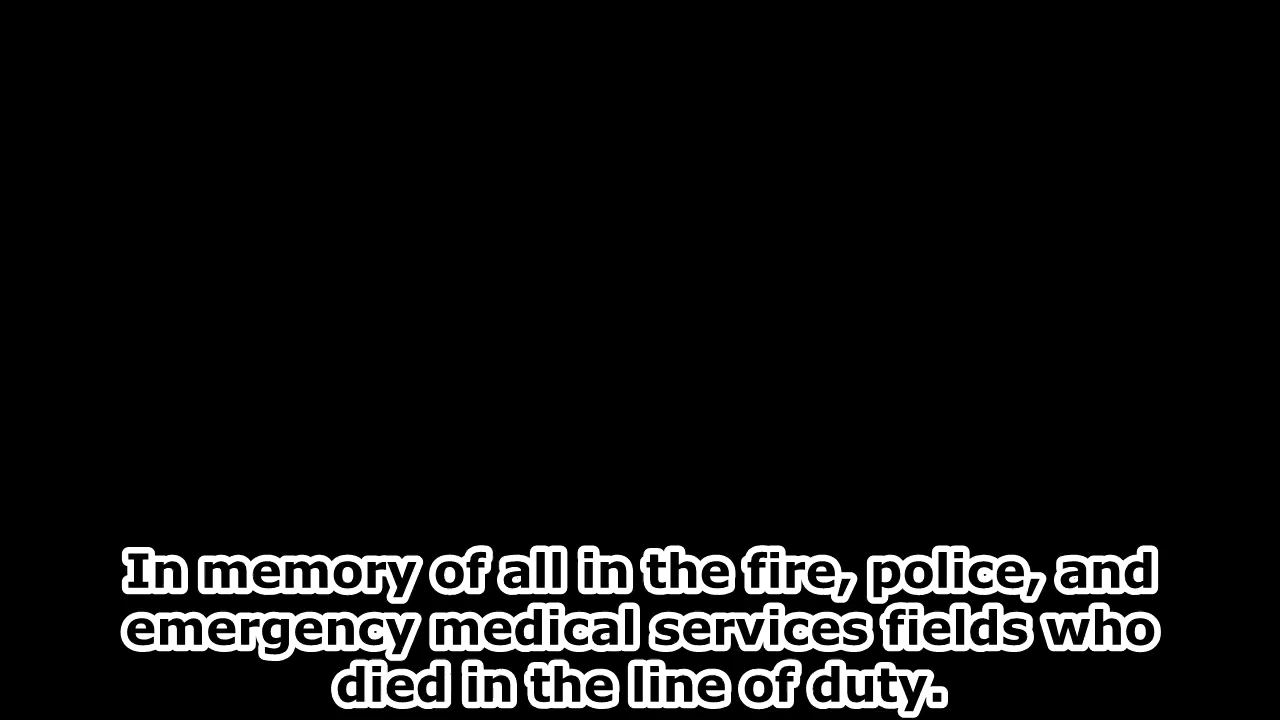 In memory of all in the fire, police, and
emergency medical services fields who
died in the line of duty.